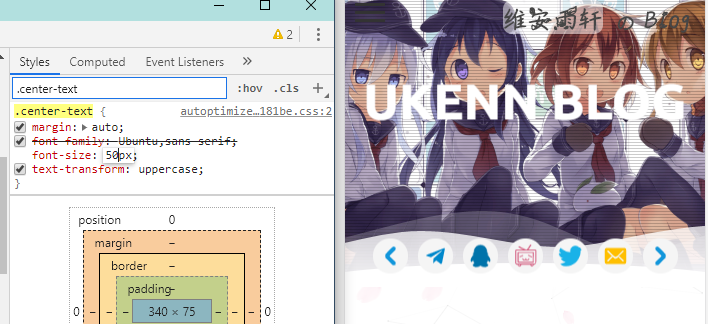 2
Styles Computed Event Listeners »
.center-text :hov .cls +
.center-text { autoptimize…181be.css:2
margin: auto;
font-family: Ubuntu,sans-serif;
font-size: 50px;
text-transform: uppercase;
}
position 0
margin –
border –
padding –
0 – – – 340 × 75 – – – 0
维安雨轩 の Blog
UKENN BLOG